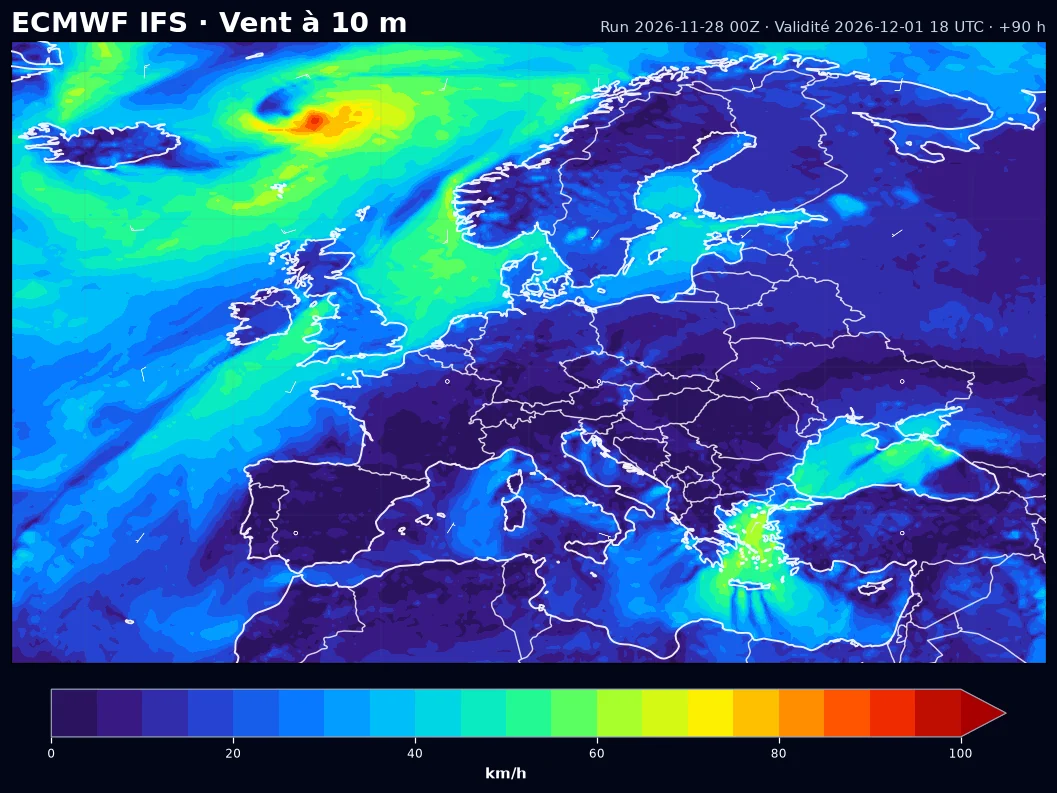 ECMWF IFS · Vent à 10 m
Run 2026-11-28 00Z · Validité 2026-12-01 18 UTC · +90 h
0 20 40 60 80 100
km/h